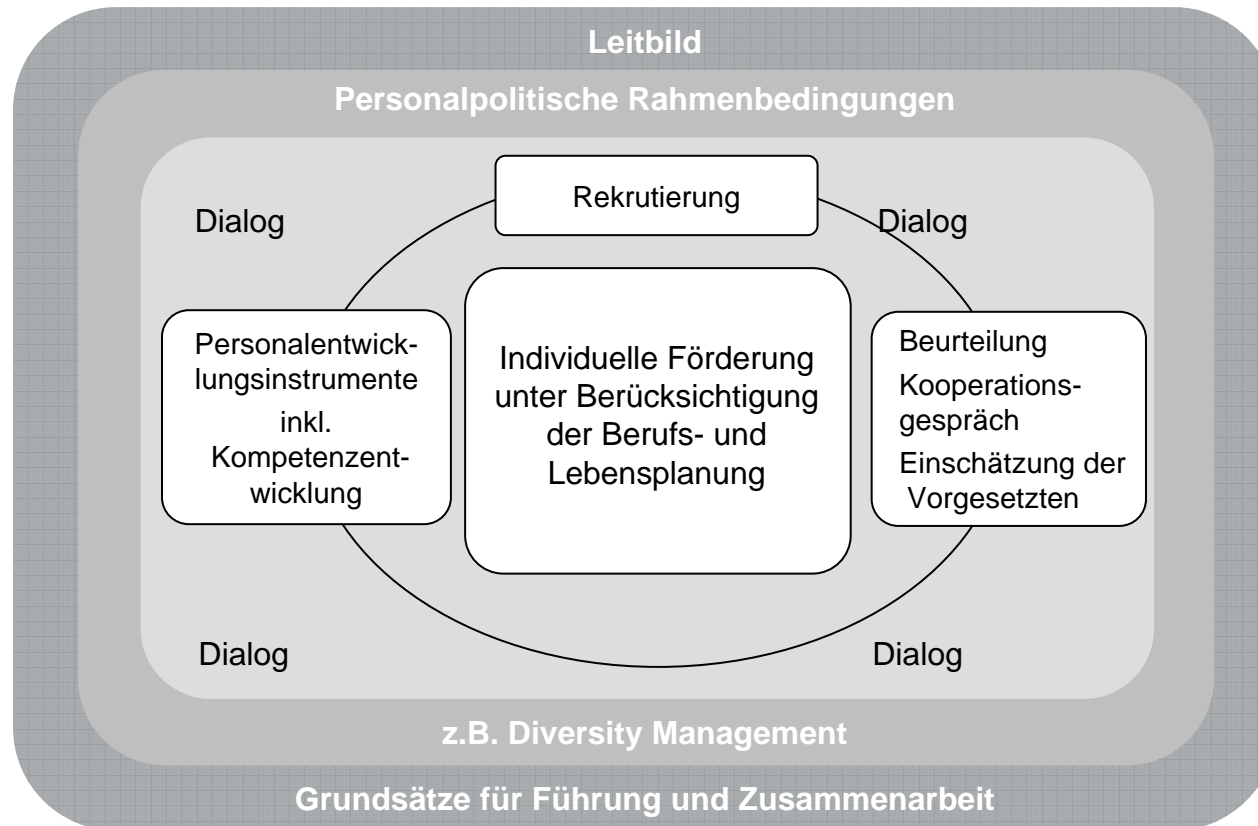 Leitbild
Personalpolitische Rahmenbedingungen
Rekrutierung
Dialog
Dialog
Personalentwick-
lungsinstrumente
inkl.
Kompetenzent-
wicklung
Individuelle Förderung
unter Berücksichtigung
der Berufs- und
Lebensplanung
Beurteilung
Kooperations-
gespräch
Einschätzung der
Vorgesetzten
Dialog
Dialog
z.B. Diversity Management
Grundsätze für Führung und Zusammenarbeit